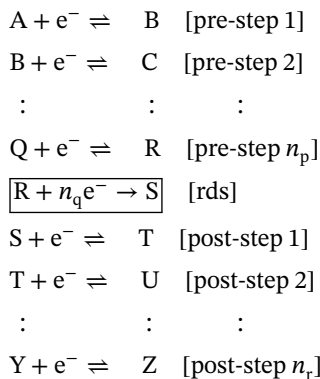 A + e⁻ ⇌ B [pre-step 1]
B + e⁻ ⇌ C [pre-step 2]
: : :
Q + e⁻ ⇌ R [pre-step nₚ]
R + n_q e⁻ → S [rds]
S + e⁻ ⇌ T [post-step 1]
T + e⁻ ⇌ U [post-step 2]
: : :
Y + e⁻ ⇌ Z [post-step nᵣ]